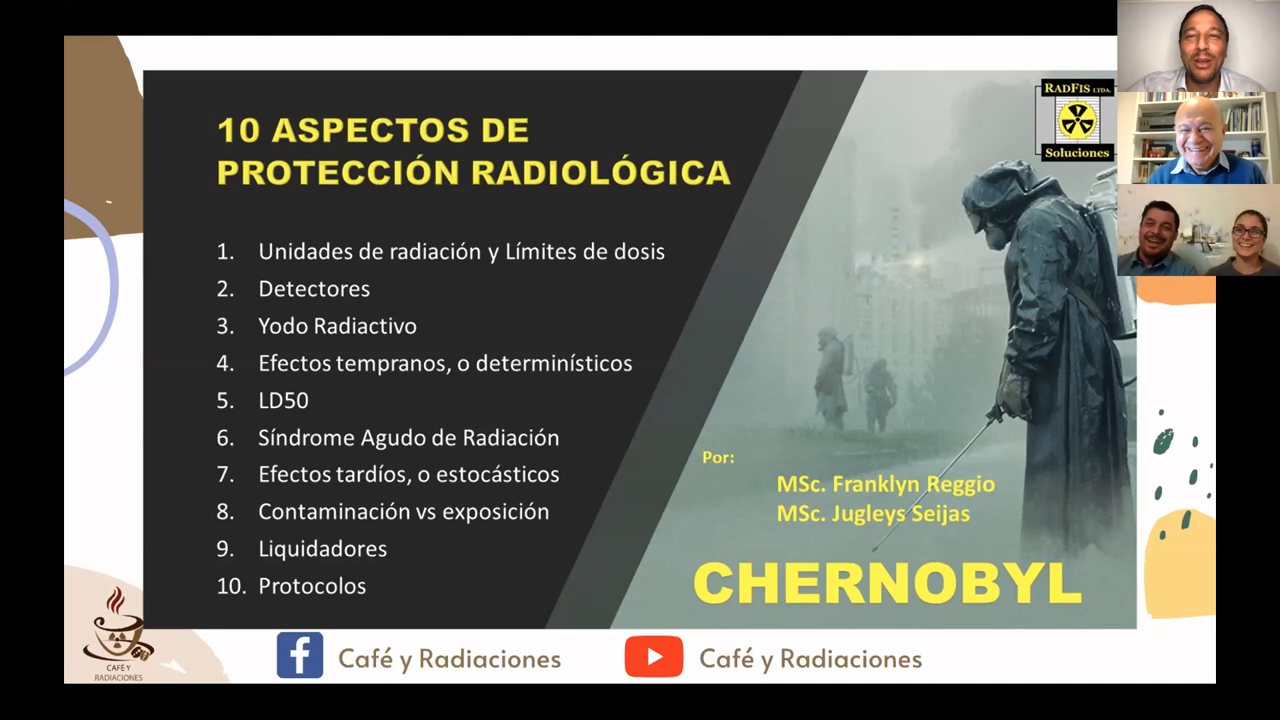 10 ASPECTOS DE
PROTECCIÓN RADIOLÓGICA
1. Unidades de radiación y Límites de dosis
2. Detectores
3. Yodo Radiactivo
4. Efectos tempranos, o determinísticos
5. LD50
6. Síndrome Agudo de Radiación
7. Efectos tardíos, o estocásticos
8. Contaminación vs exposición
9. Liquidadores
10. Protocolos
RADFIS LTDA.
Soluciones
Por:
MSc. Franklyn Reggio
MSc. Jugleys Seijas
CHERNOBYL
CAFÉ Y
RADIACIONES
Café y Radiaciones
Café y Radiaciones